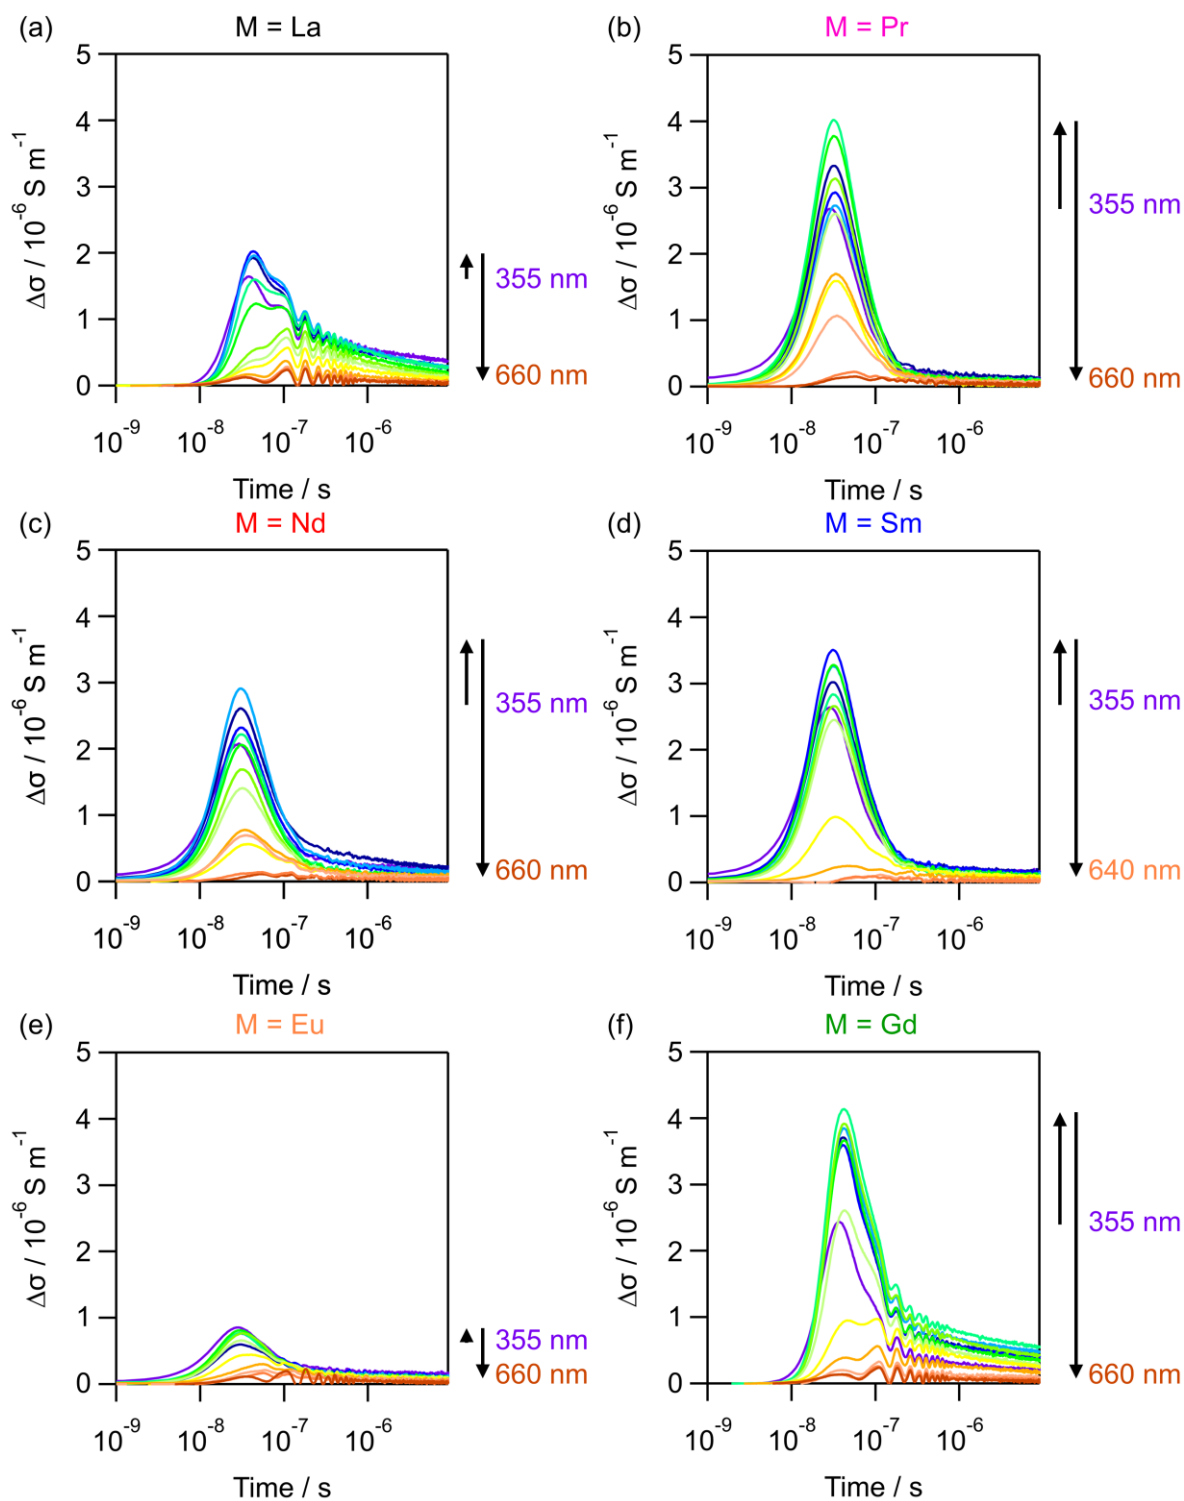 (a) M = La
5
4
3
2
1
0
Δσ / 10⁻⁶ S m⁻¹
10⁻⁹ 10⁻⁸ 10⁻⁷ 10⁻⁶
Time / s
355 nm
660 nm
(b) M = Pr
5
4
3
2
1
0
Δσ / 10⁻⁶ S m⁻¹
10⁻⁹ 10⁻⁸ 10⁻⁷ 10⁻⁶
Time / s
355 nm
660 nm
(c) M = Nd
5
4
3
2
1
0
Δσ / 10⁻⁶ S m⁻¹
10⁻⁹ 10⁻⁸ 10⁻⁷ 10⁻⁶
Time / s
355 nm
660 nm
(d) M = Sm
5
4
3
2
1
0
Δσ / 10⁻⁶ S m⁻¹
10⁻⁹ 10⁻⁸ 10⁻⁷ 10⁻⁶
Time / s
355 nm
640 nm
(e) M = Eu
5
4
3
2
1
0
Δσ / 10⁻⁶ S m⁻¹
10⁻⁹ 10⁻⁸ 10⁻⁷ 10⁻⁶
Time / s
355 nm
660 nm
(f) M = Gd
5
4
3
2
1
0
Δσ / 10⁻⁶ S m⁻¹
10⁻⁹ 10⁻⁸ 10⁻⁷ 10⁻⁶
Time / s
355 nm
660 nm